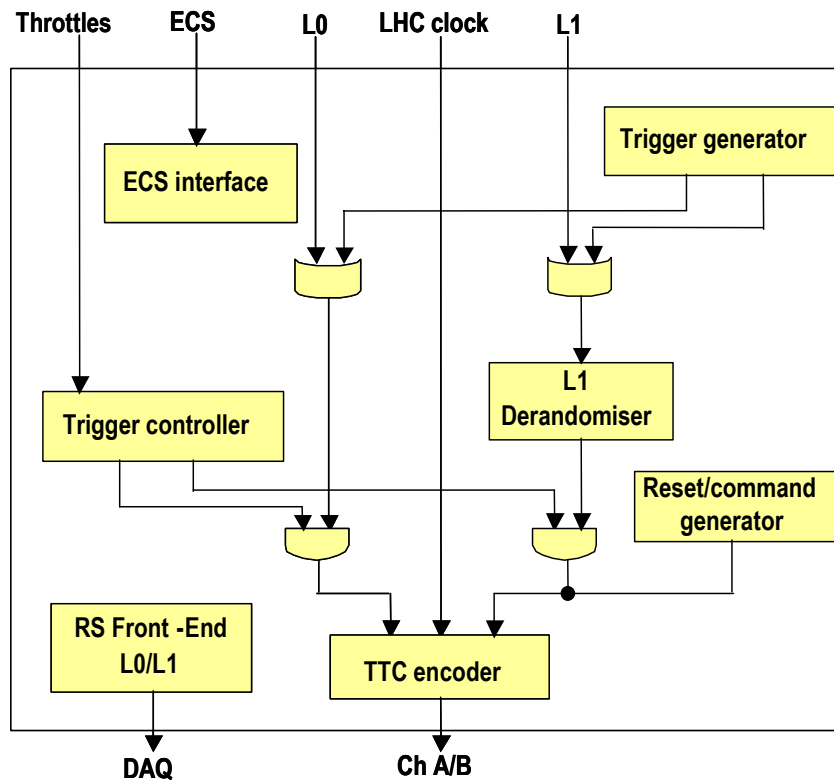 Throttles
ECS
L0
LHC clock
L1
Trigger generator
ECS interface
L1
Derandomiser
Trigger controller
Reset/command
generator
RS Front -End
L0/L1
TTC encoder
DAQ
Ch A/B